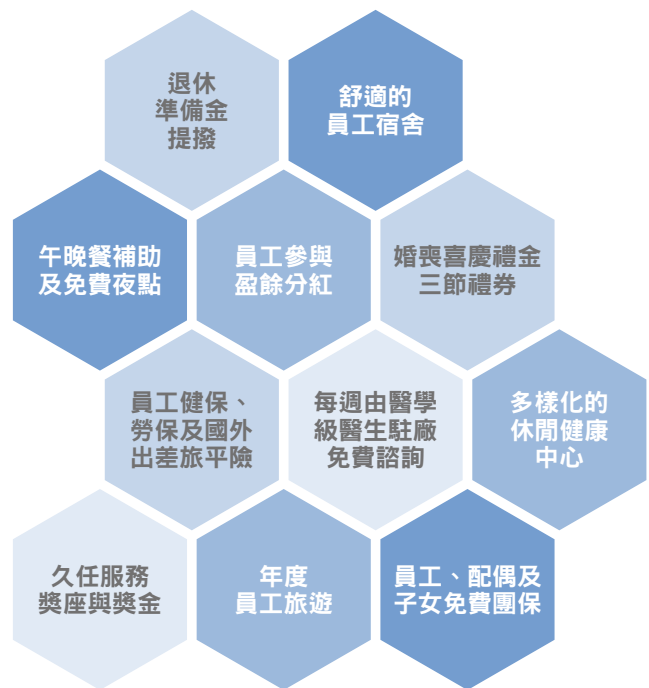 退休
準備金
提撥
舒適的
員工宿舍
午晚餐補助
及免費夜點
員工參與
盈餘分紅
婚喪喜慶禮金
三節禮券
員工健保、
勞保及國外
出差旅平險
每週由醫學
級醫生駐廠
免費諮詢
多樣化的
休閒健康
中心
久任服務
獎座與獎金
年度
員工旅遊
員工、配偶及
子女免費團保